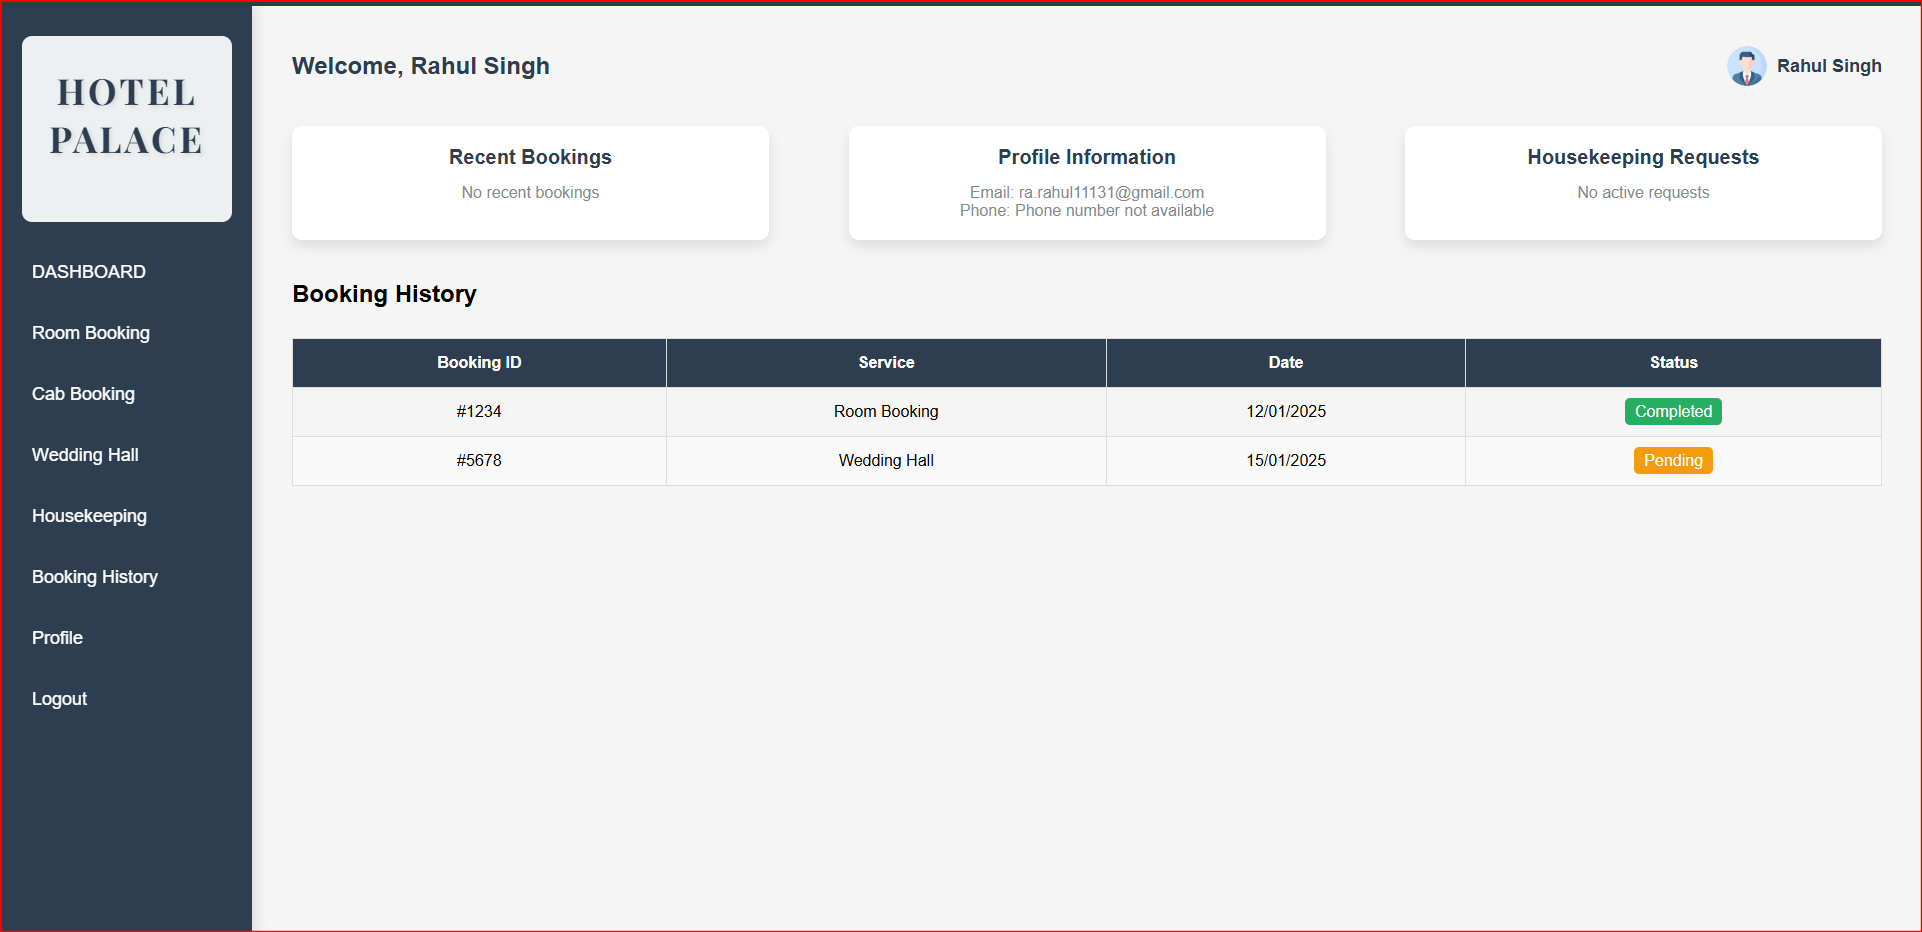 HOTEL
PALACE
DASHBOARD
Room Booking
Cab Booking
Wedding Hall
Housekeeping
Booking History
Profile
Logout
Welcome, Rahul Singh
Rahul Singh
Recent Bookings
No recent bookings
Profile Information
Email: ra.rahul11131@gmail.com
Phone: Phone number not available
Housekeeping Requests
No active requests
Booking History
Booking ID Service Date Status
#1234 Room Booking 12/01/2025 Completed
#5678 Wedding Hall 15/01/2025 Pending